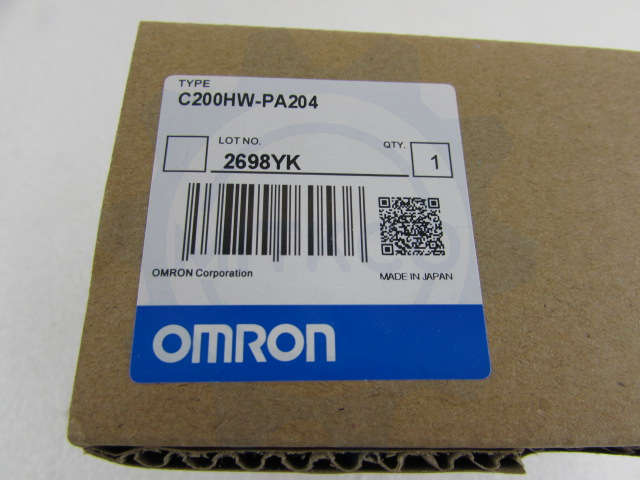 TYPE
C200HW-PA204
LOT NO.
QTY.
2698YK
1
OMRON Corporation
MADE IN JAPAN
OMRON